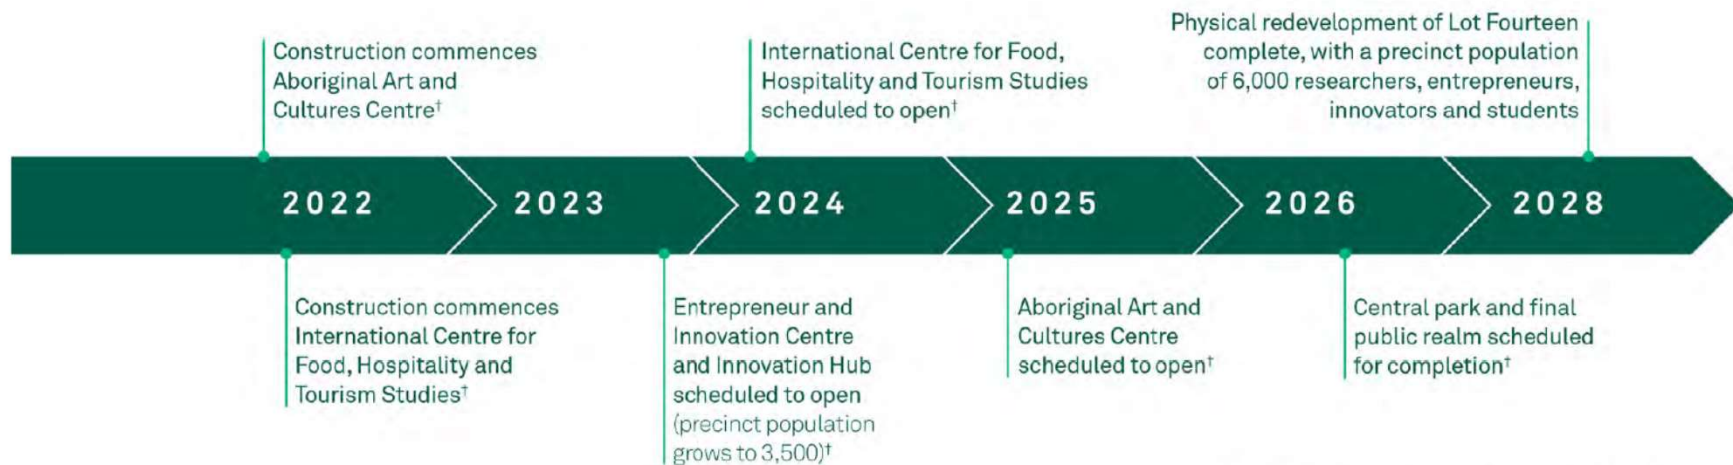 Construction commences
Aboriginal Art and
Cultures Centre†
International Centre for Food,
Hospitality and Tourism Studies
scheduled to open†
Physical redevelopment of Lot Fourteen
complete, with a precinct population
of 6,000 researchers, entrepreneurs,
innovators and students
2022 2023 2024 2025 2026 2028
Construction commences
International Centre for
Food, Hospitality and
Tourism Studies†
Entrepreneur and
Innovation Centre
and Innovation Hub
scheduled to open
(precinct population
grows to 3,500)†
Aboriginal Art and
Cultures Centre
scheduled to open†
Central park and final
public realm scheduled
for completion†